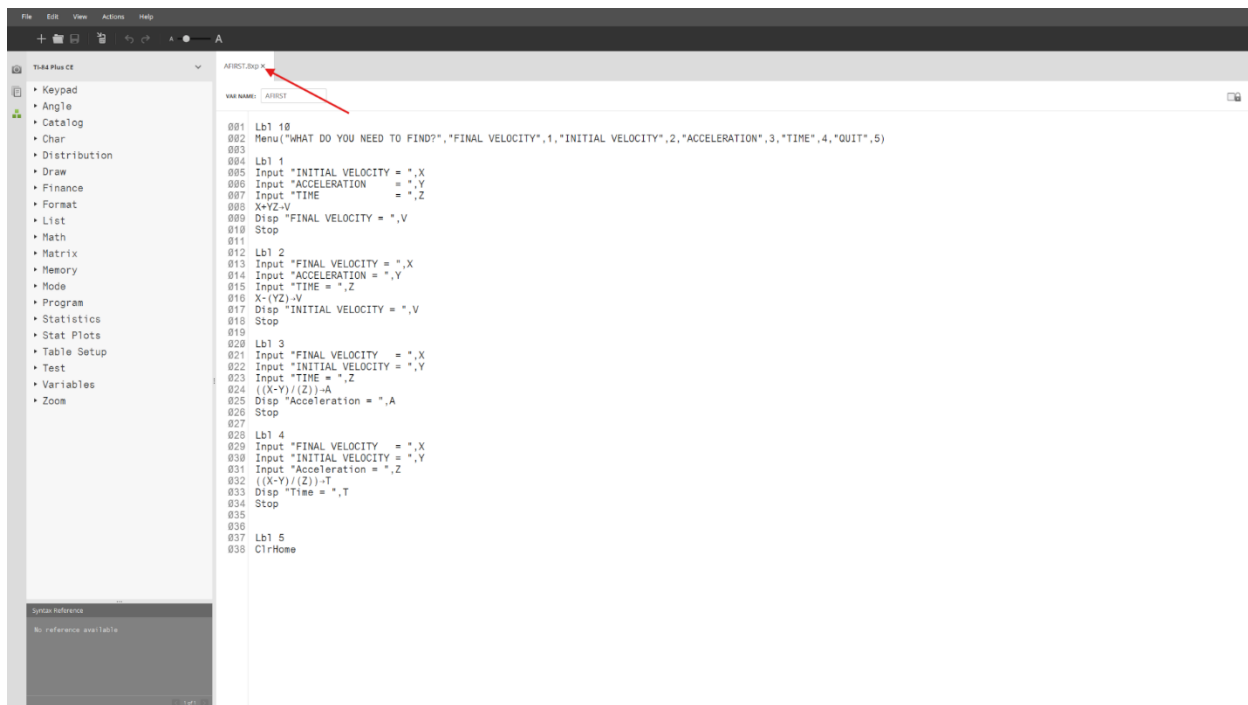 File Edit View Actions Help
A A
TI-84 Plus CE
AFIRST.8xp ×
VAR NAME: AFIRST
Keypad
Angle
Catalog
Char
Distribution
Draw
Finance
Format
List
Math
Matrix
Memory
Mode
Program
Statistics
Stat Plots
Table Setup
Test
Variables
Zoom
001 Lbl 10
002 Menu("WHAT DO YOU NEED TO FIND?","FINAL VELOCITY",1,"INITIAL VELOCITY",2,"ACCELERATION",3,"TIME",4,"QUIT",5)
003
004 Lbl 1
005 Input "INITIAL VELOCITY = ",X
006 Input "ACCELERATION     = ",Y
007 Input "TIME             = ",Z
008 X+YZ→V
009 Disp "FINAL VELOCITY = ",V
010 Stop
011
012 Lbl 2
013 Input "FINAL VELOCITY = ",X
014 Input "ACCELERATION = ",Y
015 Input "TIME = ",Z
016 X-(YZ)→V
017 Disp "INITIAL VELOCITY = ",V
018 Stop
019
020 Lbl 3
021 Input "FINAL VELOCITY   = ",X
022 Input "INITIAL VELOCITY = ",Y
023 Input "TIME = ",Z
024 ((X-Y)/(Z))→A
025 Disp "Acceleration = ",A
026 Stop
027
028 Lbl 4
029 Input "FINAL VELOCITY   = ",X
030 Input "INITIAL VELOCITY = ",Y
031 Input "Acceleration = ",Z
032 ((X-Y)/(Z))→T
033 Disp "Time = ",T
034 Stop
035
036
037 Lbl 5
038 ClrHome
Syntax Reference
No reference available
1 of 1